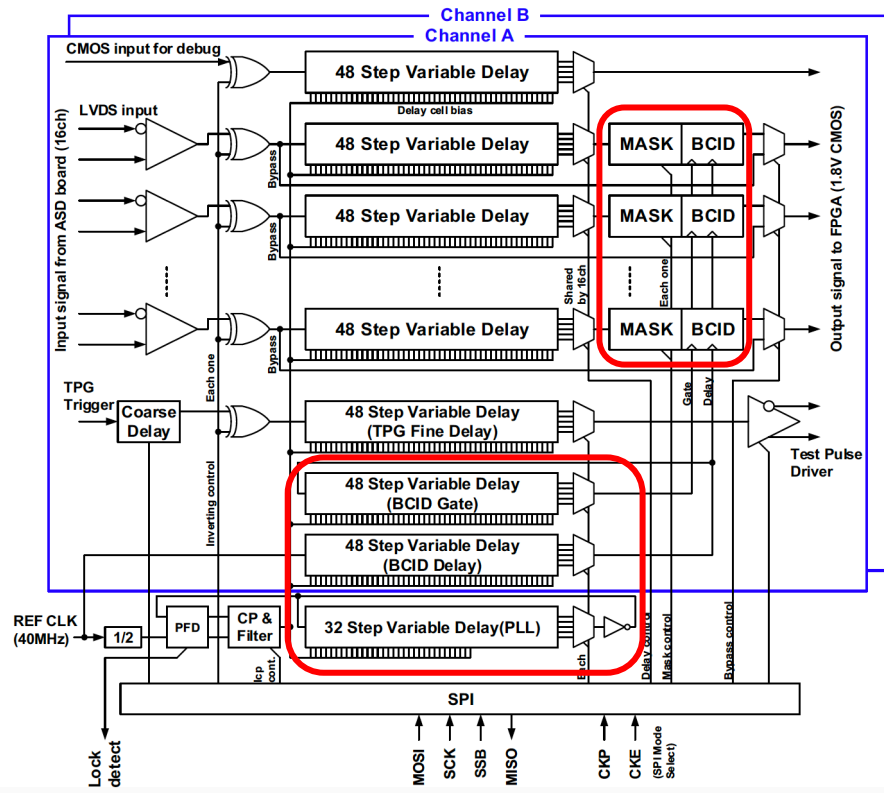 Channel B
Channel A
CMOS input for debug
48 Step Variable Delay
Delay cell bias
LVDS input
48 Step Variable Delay
MASK
BCID
Bypass
48 Step Variable Delay
MASK
BCID
Bypass
Input signal from ASD board (16ch)
Output signal to FPGA (1.8V CMOS)
Shared
by 16ch
Each one
48 Step Variable Delay
MASK
BCID
Bypass
Each one
Gate
Delay
TPG
Trigger
Coarse
Delay
48 Step Variable Delay
(TPG Fine Delay)
Test Pulse
Driver
Inverting control
48 Step Variable Delay
(BCID Gate)
48 Step Variable Delay
(BCID Delay)
REF CLK
(40MHz)
1/2
PFD
CP &
Filter
32 Step Variable Delay(PLL)
Icp
cont.
Each
Delay control
Mask control
Bypass control
SPI
Lock
detect
MOSI
SCK
SSB
MISO
CKP
CKE
(SPI Mode
Select)